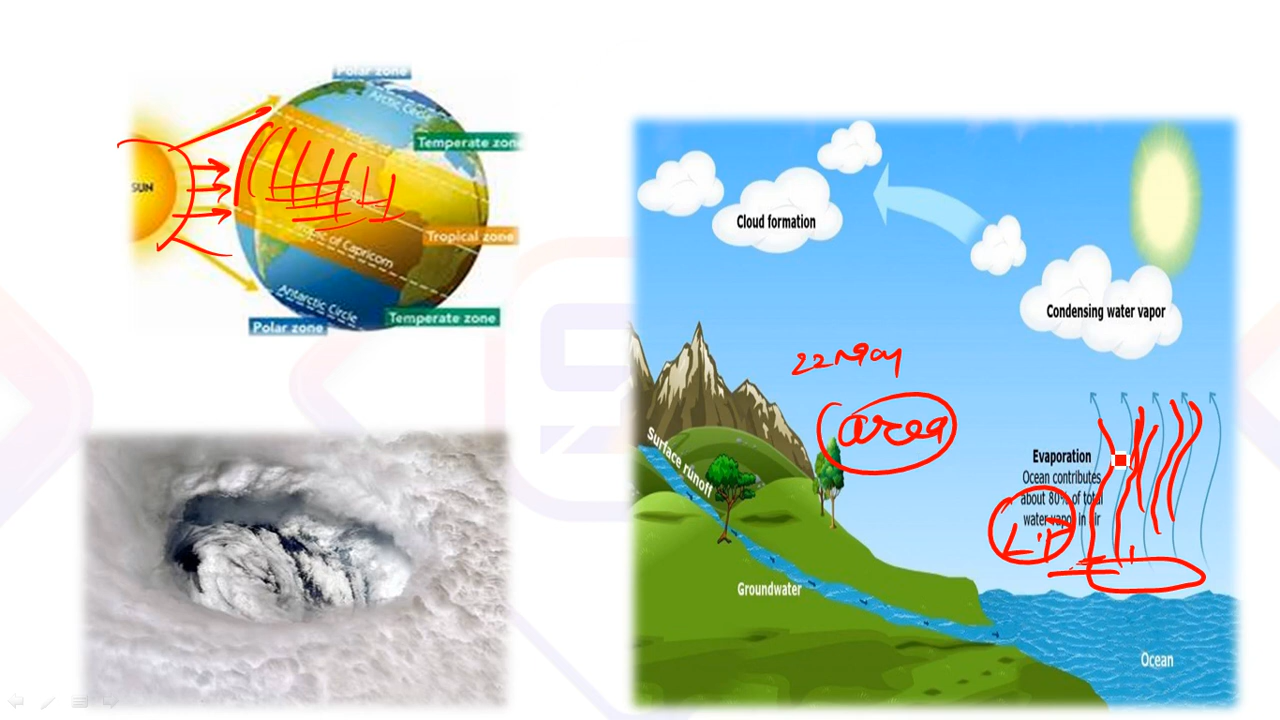 Polar zone
Arctic Circle
Temperate zone
SUN
Tropic of Capricorn
Tropical zone
Antarctic Circle
Temperate zone
Polar zone
Cloud formation
Condensing water vapor
area
Surface runoff
Evaporation
Ocean contributes
about 80% of total
water vapor in air
L.P
Groundwater
Ocean